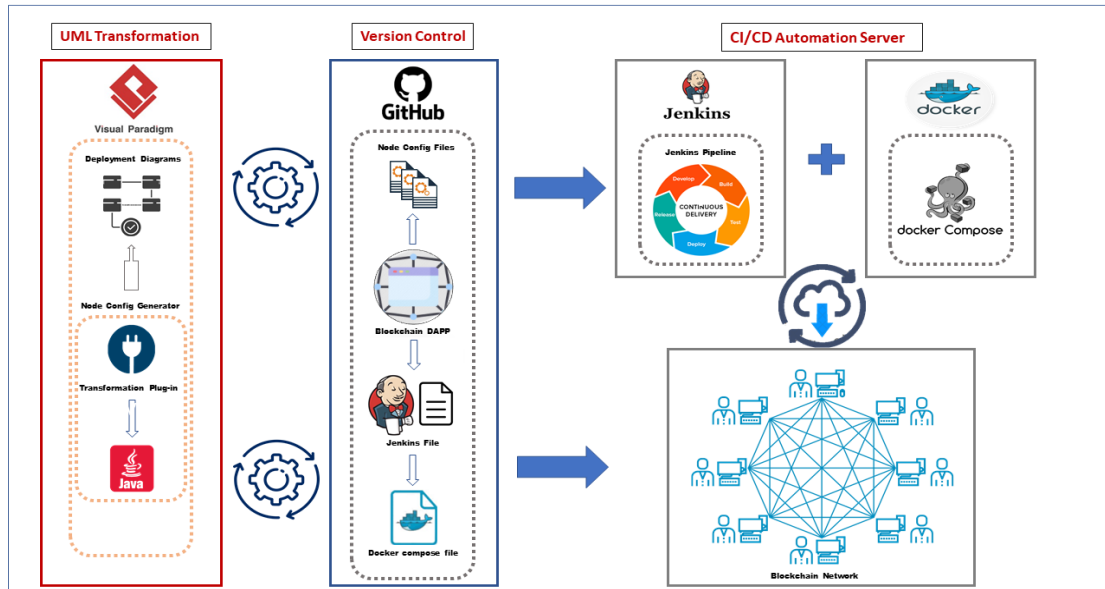 UML Transformation
Version Control
CI/CD Automation Server
Visual Paradigm
Deployment Diagrams
Node Config Generator
Transformation Plug-in
Java
GitHub
Node Config Files
Blockchain DAPP
Jenkins File
Docker compose file
Jenkins
Jenkins Pipeline
Develop
Build
Test
Deploy
Release
CONTINUOUS
DELIVERY
docker
docker Compose
Blockchain Network